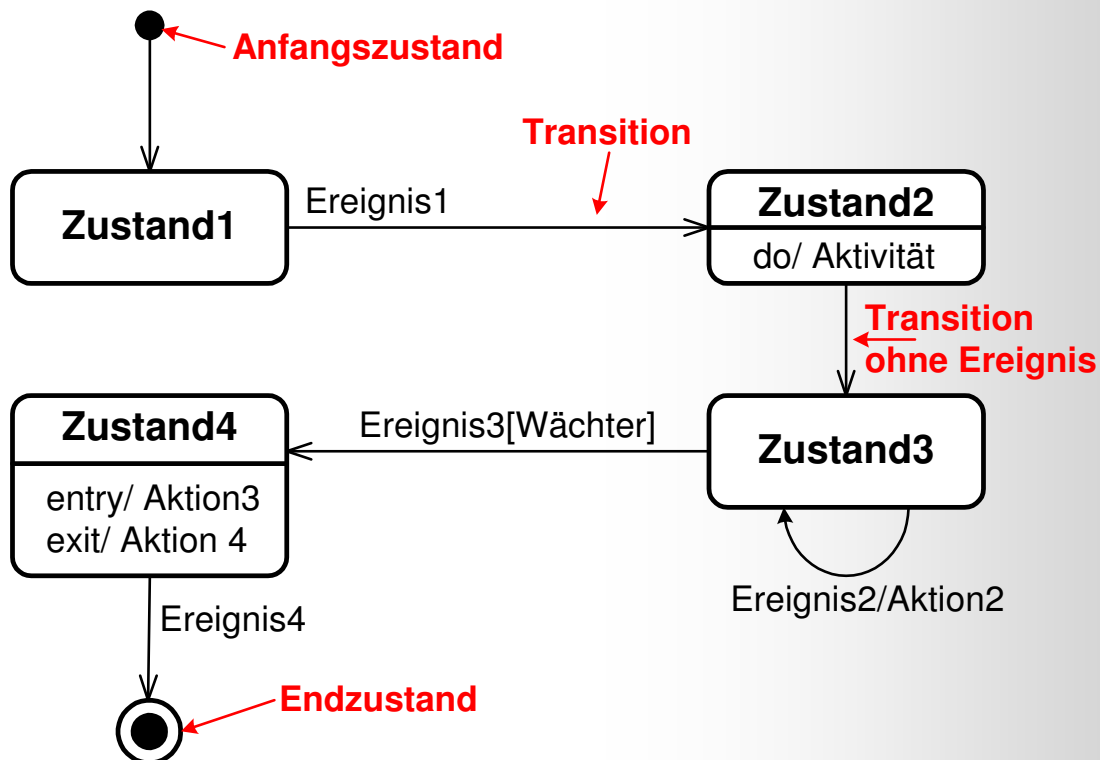 Anfangszustand
Transition
Zustand1
Ereignis1
Zustand2
do/ Aktivität
Transition
ohne Ereignis
Zustand4
entry/ Aktion3
exit/ Aktion 4
Ereignis3[Wächter]
Zustand3
Ereignis2/Aktion2
Ereignis4
Endzustand